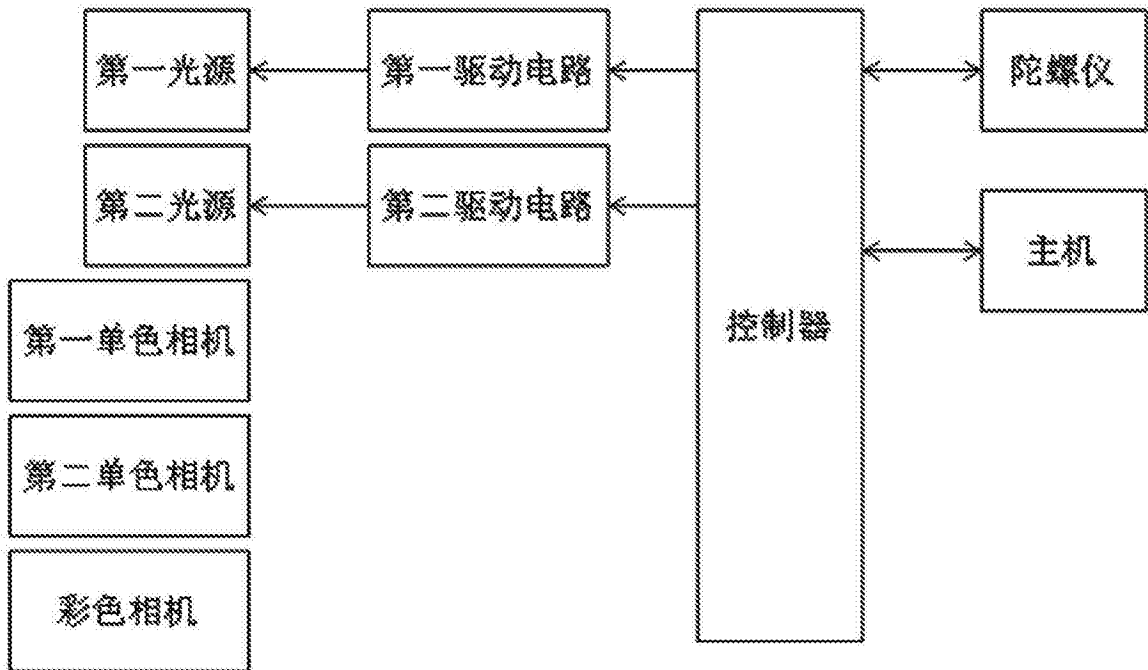 第一光源
第一驱动电路
陀螺仪
第二光源
第二驱动电路
主机
第一单色相机
控制器
第二单色相机
彩色相机